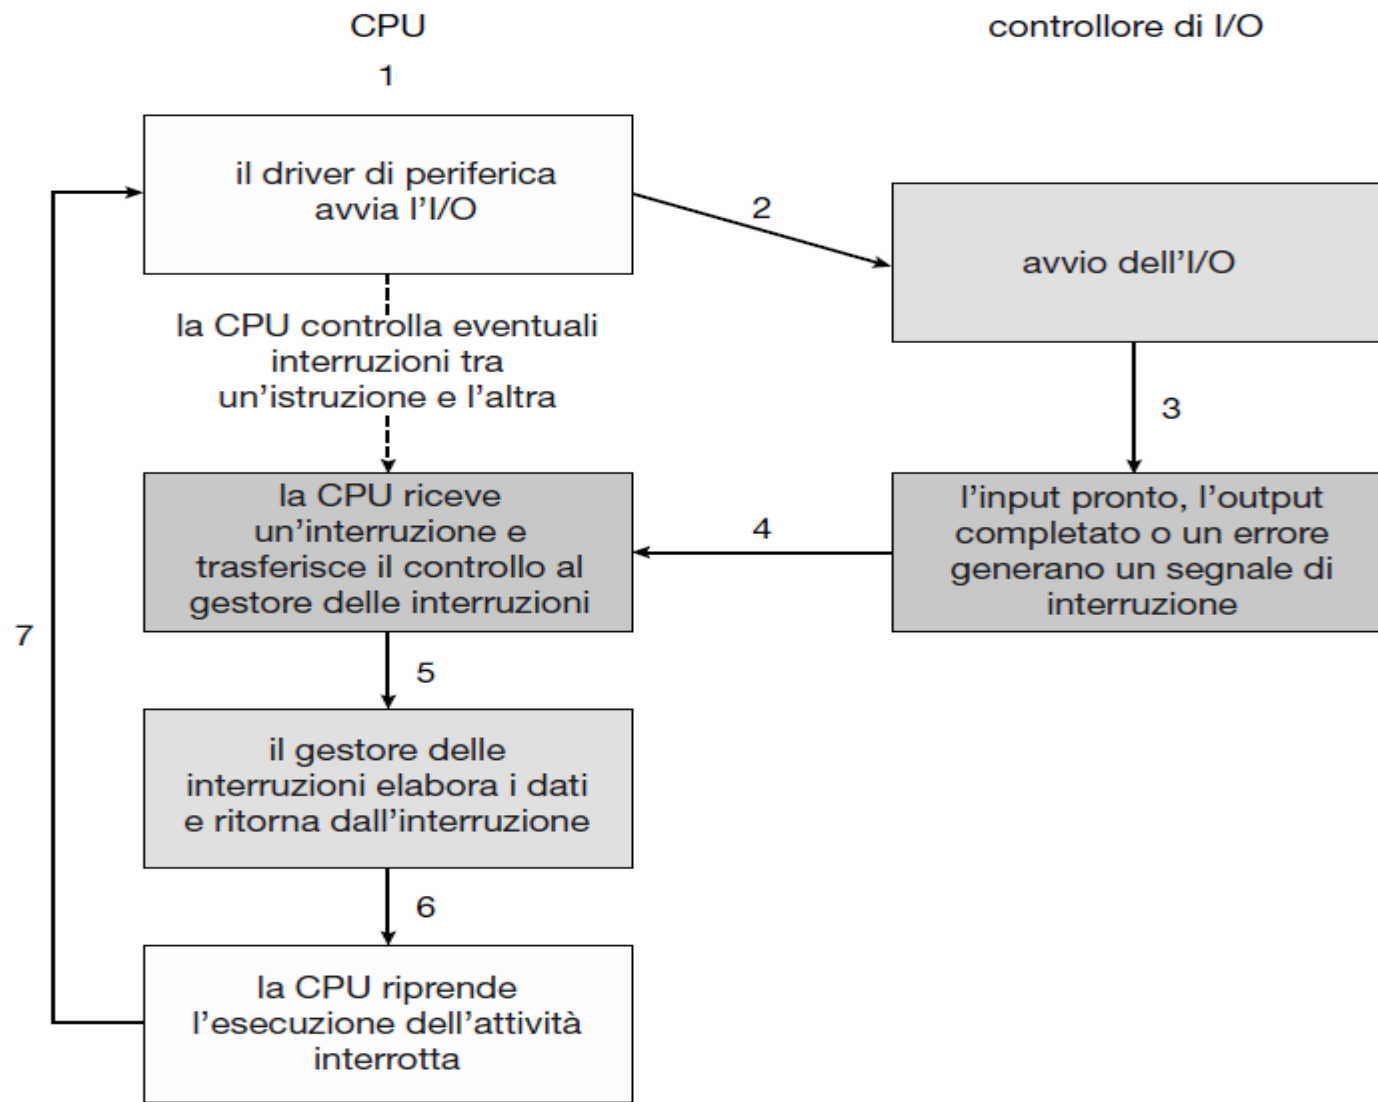 CPU
controllore di I/O
1
il driver di periferica
avvia l'I/O
2
avvio dell'I/O
la CPU controlla eventuali
interruzioni tra
un'istruzione e l'altra
3
la CPU riceve
un'interruzione e
trasferisce il controllo al
gestore delle interruzioni
4
l'input pronto, l'output
completato o un errore
generano un segnale di
interruzione
7
5
il gestore delle
interruzioni elabora i dati
e ritorna dall'interruzione
6
la CPU riprende
l'esecuzione dell'attività
interrotta